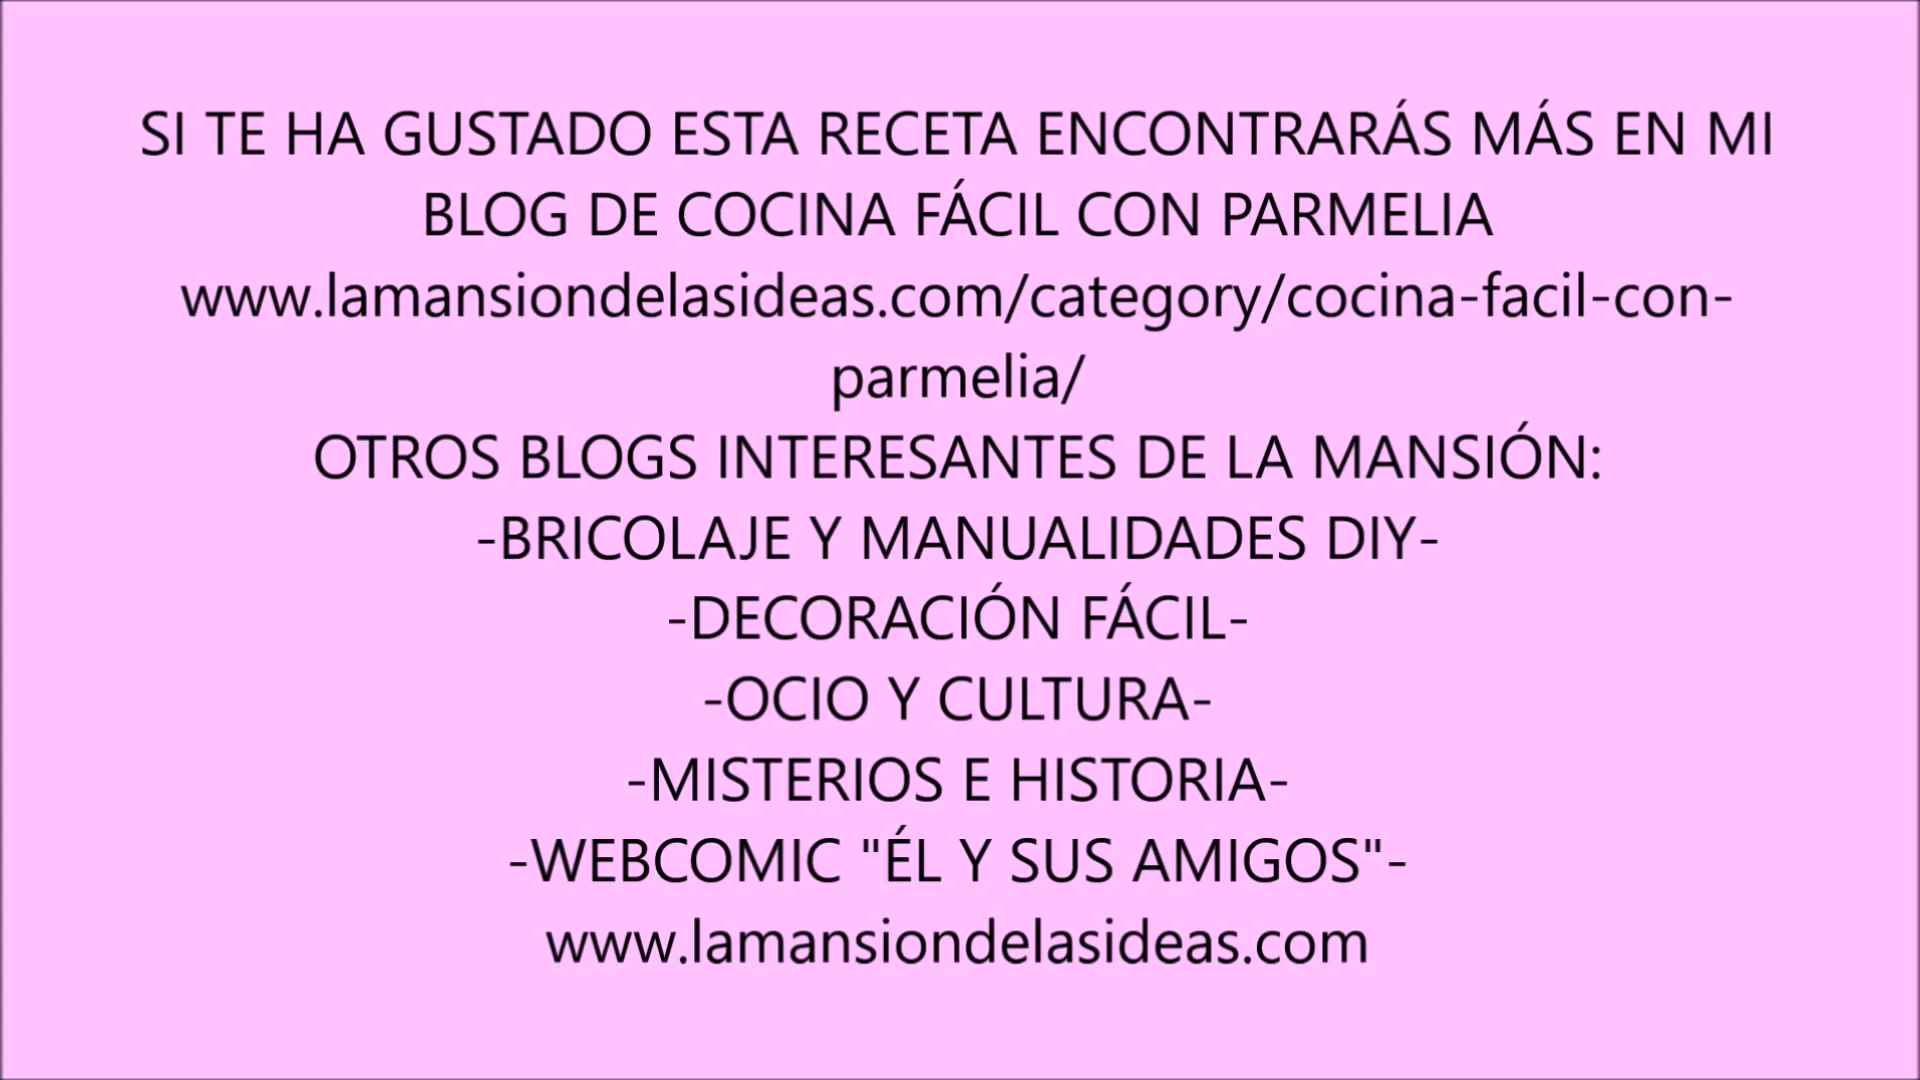 SI TE HA GUSTADO ESTA RECETA ENCONTRARÁS MÁS EN MI
BLOG DE COCINA FÁCIL CON PARMELIA
www.lamansiondelasideas.com/category/cocina-facil-con-
parmelia/
OTROS BLOGS INTERESANTES DE LA MANSIÓN:
-BRICOLAJE Y MANUALIDADES DIY-
-DECORACIÓN FÁCIL-
-OCIO Y CULTURA-
-MISTERIOS E HISTORIA-
-WEBCOMIC "ÉL Y SUS AMIGOS"-
www.lamansiondelasideas.com